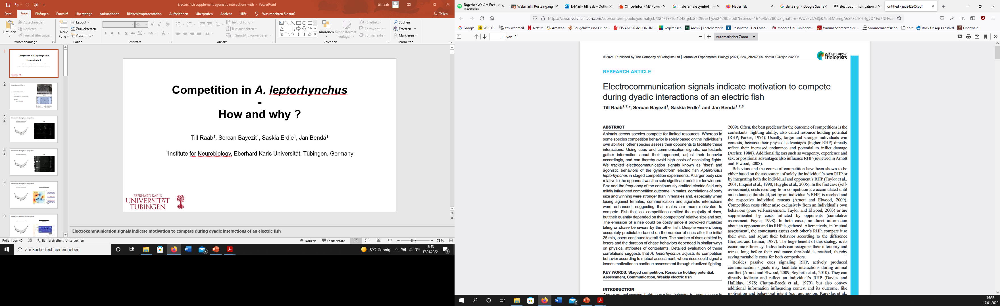 Electric fish supplement agonistic interactions with - PowerPoint
till raab
Datei Start Einfügen Entwurf Übergänge Animationen Bildschirmpräsentation Aufzeichnen Überprüfen Ansicht Hilfe Was möchten Sie tun? Teilen
Einfügen
Ausschneiden
Kopieren
Format übertragen
Zwischenablage
Neue Folie
Layout
Zurücksetzen
Abschnitt
Folien
40
F K U S abc AV Aa A
Schriftart
Textrichtung
Text ausrichten
In SmartArt konvertieren
Absatz
Anordnen
Schnellformat-vorlagen
Fülleffekt
Formkontur
Formeffekte
Zeichnen
Suchen
Ersetzen
Markieren
Bearbeiten
1
Competition in A. leptorhynchus
-
How and why ?
2
3
Interactions during dyad competitions
4
Interactions during dyad competitions
5
Interactions during dyad competitions
6
Interactions during dyad competitions
Competition in A. leptorhynchus
-
How and why ?
Till Raab1, Sercan Bayezit1, Saskia Erdle1, Jan Benda1
1Institute for Neurobiology, Eberhard Karls Universität, Tübingen, Germany
EBERHARD KARLS
UNIVERSITÄT
TÜBINGEN
Electrocommunication signals indicate motivation to compete during dyadic interactions of an electric fish
Folie 1 von 40 Barrierefreiheit: Untersuchen Notizen Kommentare 75 %
Zur Suche Text hier eingeben
2
6°C Sonnig
16:53
17.01.2022
3
Together We Are Free · A
WIEDERGABE
Webmail :: Posteingang
E-Mail – till raab – Outlo
Office-Infos - MS PowerP
male female symbol in w
Neuer Tab
delta sign - Google Suche
JEB Electrocommunication si
untitled - jeb242905.pdf
https://cob.silverchair-cdn.com/cob/content_public/journal/jeb/224/19/10.1242_jeb.242905/1/jeb242905.pdf?Expires=1645458780&Signature=Ww84zf7GSjK7B5LMomgA6SKFLTPHHgyQ1Fo7NHvzv
Google WEB.DE zdv webmail Netflix Amazon Baugebiete und Grund... OSIANDER.de | ONLIN... Vegetarisch Archiv | Forschergeist Resonator – Der Forsc... moodle Uni Tübingen:... Warum Schmerzen du... Sommernachtskino holz Rock Of Ages Festival Elbenwald
1 von 12
Automatischer Zoom
© 2021. Published by The Company of Biologists Ltd | Journal of Experimental Biology (2021) 224, jeb242905. doi:10.1242/jeb.242905
The Company of
Biologists
RESEARCH ARTICLE
Electrocommunication signals indicate motivation to compete
during dyadic interactions of an electric fish
Till Raab1,2,*, Sercan Bayezit1, Saskia Erdle1 and Jan Benda1,2,3
ABSTRACT
Animals across species compete for limited resources. Whereas in
some species competition behavior is solely based on the individual's
own abilities, other species assess their opponents to facilitate these
interactions. Using cues and communication signals, contestants
gather information about their opponent, adjust their behavior
accordingly, and can thereby avoid high costs of escalating fights.
We tracked electrocommunication signals known as 'rises' and
agonistic behaviors of the gymnotiform electric fish Apteronotus
leptorhynchus in staged competition experiments. A larger body size
relative to the opponent was the sole significant predictor for winners.
Sex and the frequency of the continuously emitted electric field only
mildly influenced competition outcome. In males, correlations of body
size and winning were stronger than in females and, especially when
losing against females, communication and agonistic interactions
were enhanced, suggesting that males are more motivated to
compete. Fish that lost competitions emitted the majority of rises,
but their quantity depended on the competitors' relative size and sex.
The emission of a rise could be costly since it provoked ritualized
biting or chase behaviors by the other fish. Despite winners being
accurately predictable based on the number of rises after the initial
25 min, losers continued to emit rises. The number of rises emitted by
losers and the duration of chase behaviors depended in similar ways
on physical attributes of contestants. Detailed evaluation of these
correlations suggests that A. leptorhynchus adjusts its competition
behavior according to mutual assessment, where rises could signal a
loser's motivation to continue assessment through ritualized fighting.
KEY WORDS: Staged competition, Resource holding potential,
Assessment, Communication, Weakly electric fish
INTRODUCTION
Across animal species, fighting is a key behavior to secure access to
2009). Often, the best predictor for the outcome of competitions is the
contestants' fighting ability, also called resource holding potential
(RHP; Parker, 1974). Usually, larger and stronger individuals win
contests, because their physical advantages (higher RHP) directly
reflect their increased endurance and potential to inflict damage
(Archer, 1988). Additional factors such as weaponry, experience and
sex, or positional advantages also influence RHP (reviewed in Arnott
and Elwood, 2008).
Behaviors and the course of competition have been shown to be
either based on the assessment of solely the individual's own RHP or
by integrating both the individual and opponent's RHP (Taylor et al.,
2001; Enquist et al., 1990; Huyghe et al., 2005). In the first case (self-
assessment), costs resulting from competition are accumulated until
an endurance threshold, set by an individual's RHP, is reached and
the respective individual retreats (Arnott and Elwood, 2009).
Competition costs either arise exclusively from an individual's own
behaviors (pure self-assessment, Taylor and Elwood, 2003) or are
supplemented by costs inflicted by opponents (cumulative
assessment; Payne, 1998). In both cases, no direct information
about an opponent and its RHP is gathered. Alternatively, in 'mutual
assessment', the contestants assess each other's RHP, compare it to
their own, and adjust their behavior according to the difference
(Enquist and Leimar, 1987). The huge benefit of this strategy is its
economic efficiency. Individuals can recognize their inferiority and
retreat long before their endurance threshold is reached, thereby
saving metabolic costs for both competitors.
Besides passive cues signaling RHP, actively produced
communication signals may facilitate interactions during animal
conflict (Arnott and Elwood, 2009; Seyfarth et al., 2010). They can
directly indicate and reflect an individual's RHP (Davies and
Halliday, 1978; Clutton-Brock et al., 1979), but also convey
additional information influencing contest and its outcome, like
motivation and behavioral intent (e.g. aggression: Kareklas et al.,
2
16:53
17.01.2022